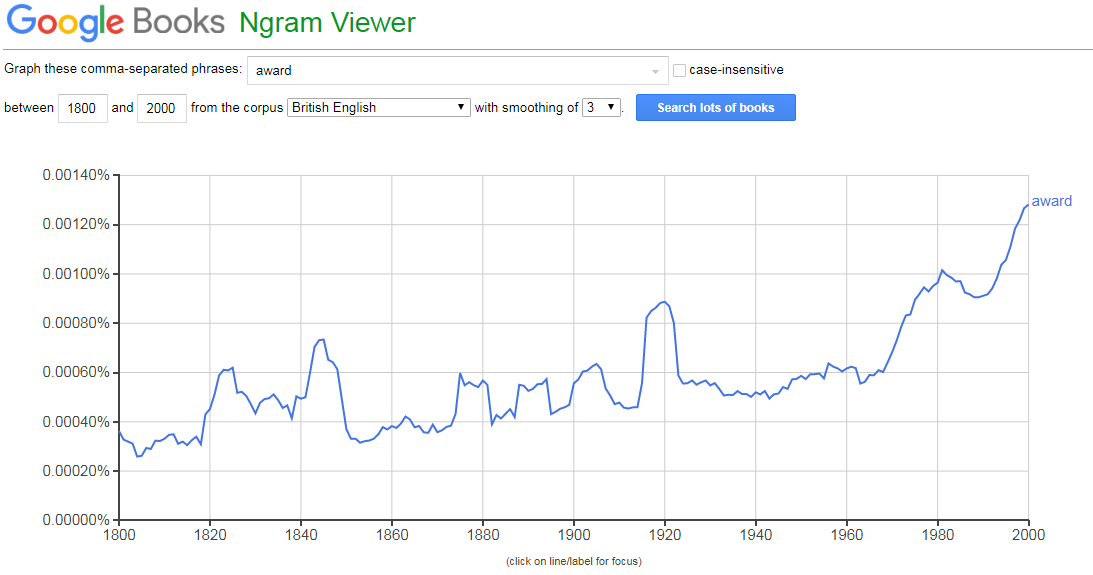 Google Books Ngram Viewer
Graph these comma-separated phrases: award case-insensitive
between 1800 and 2000 from the corpus British English with smoothing of 3 . Search lots of books
0.00140%
award
0.00120%
0.00100%
0.00080%
0.00060%
0.00040%
0.00020%
0.00000%
1800 1820 1840 1860 1880 1900 1920 1940 1960 1980 2000
(click on line/label for focus)